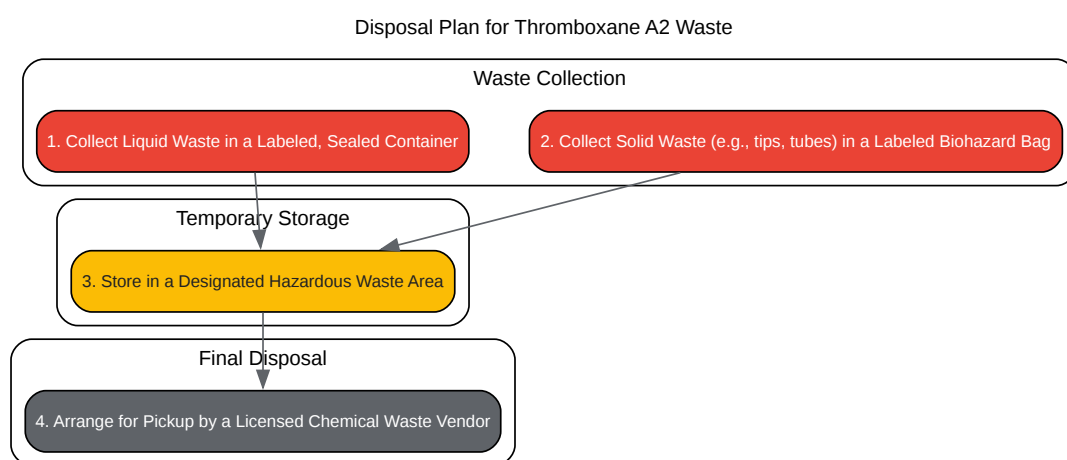 Disposal Plan for Thromboxane A2 Waste
Waste Collection
1. Collect Liquid Waste in a Labeled, Sealed Container
2. Collect Solid Waste (e.g., tips, tubes) in a Labeled Biohazard Bag
Temporary Storage
3. Store in a Designated Hazardous Waste Area
Final Disposal
4. Arrange for Pickup by a Licensed Chemical Waste Vendor